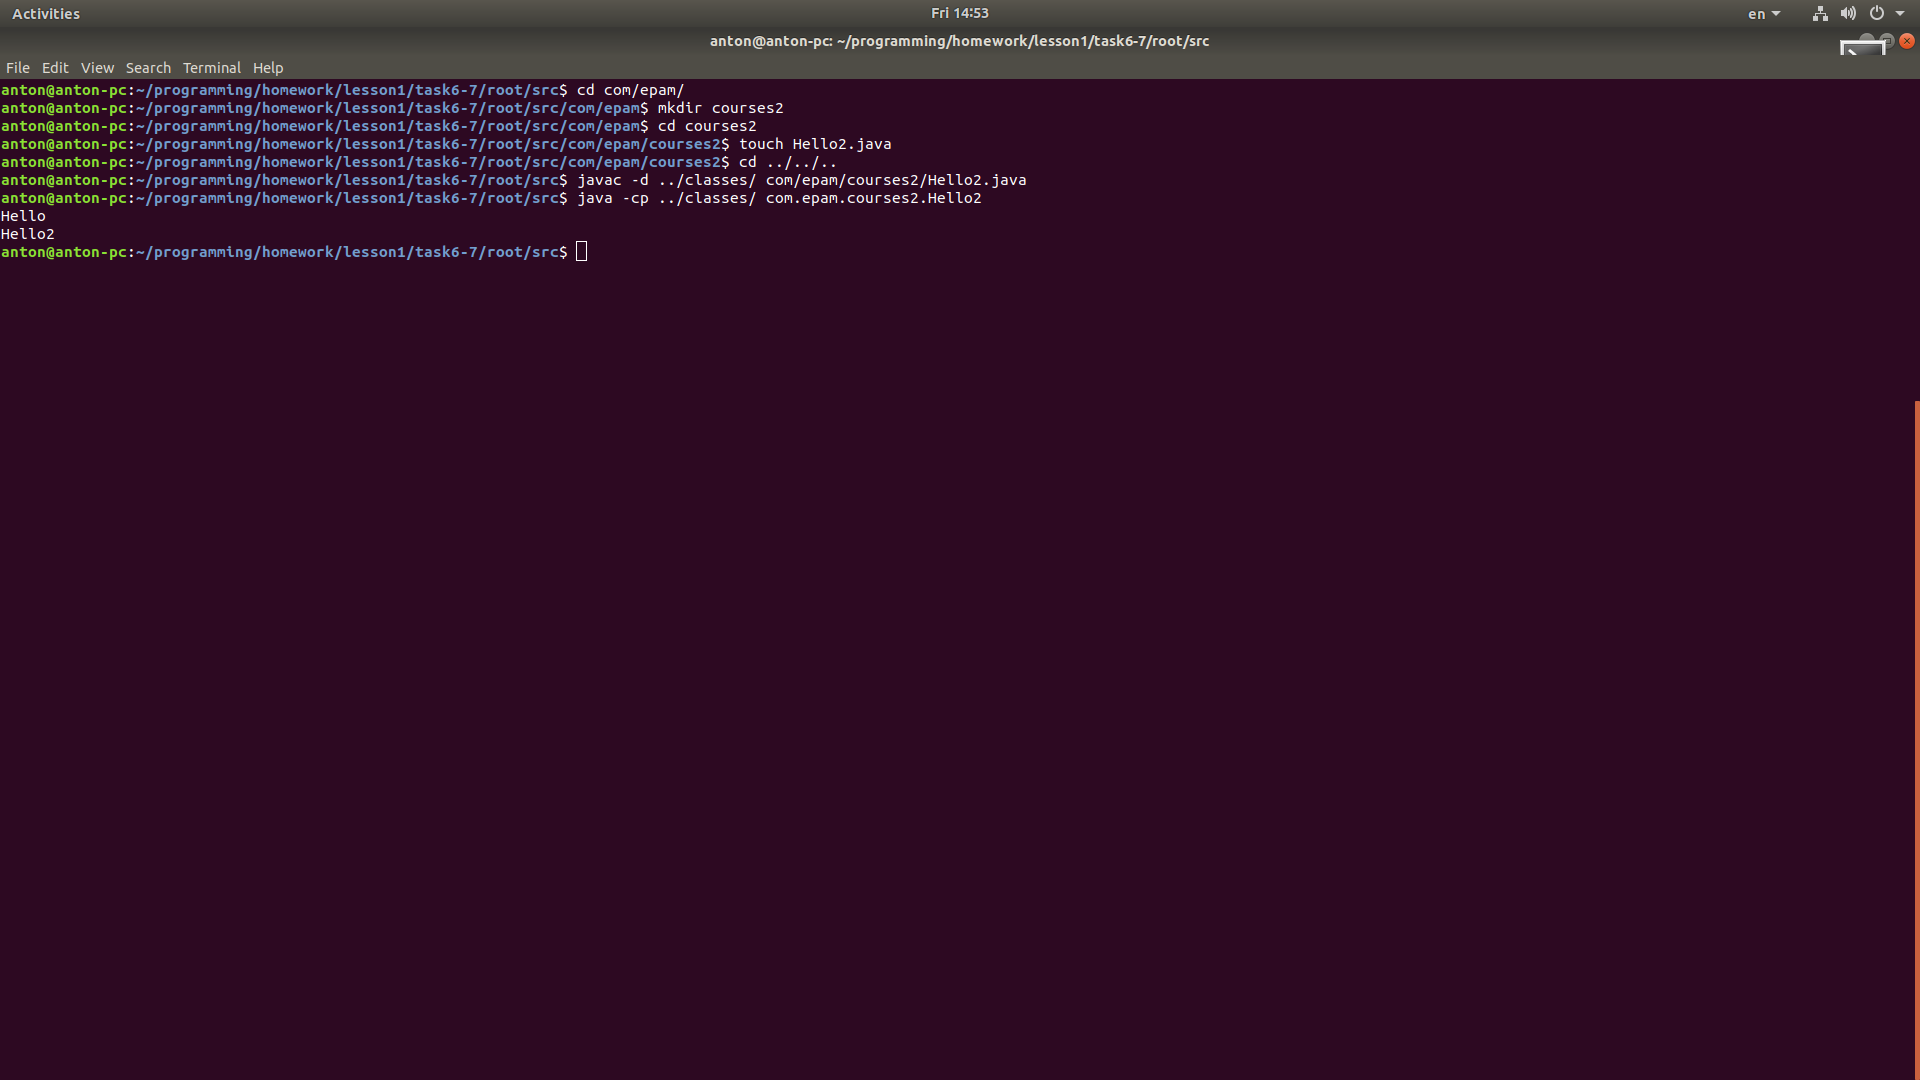 Activities
Fri 14:53
en
anton@anton-pc: ~/programming/homework/lesson1/task6-7/root/src
File Edit View Search Terminal Help
anton@anton-pc:~/programming/homework/lesson1/task6-7/root/src$ cd com/epam/
anton@anton-pc:~/programming/homework/lesson1/task6-7/root/src/com/epam$ mkdir courses2
anton@anton-pc:~/programming/homework/lesson1/task6-7/root/src/com/epam$ cd courses2
anton@anton-pc:~/programming/homework/lesson1/task6-7/root/src/com/epam/courses2$ touch Hello2.java
anton@anton-pc:~/programming/homework/lesson1/task6-7/root/src/com/epam/courses2$ cd ../../..
anton@anton-pc:~/programming/homework/lesson1/task6-7/root/src$ javac -d ../classes/ com/epam/courses2/Hello2.java
anton@anton-pc:~/programming/homework/lesson1/task6-7/root/src$ java -cp ../classes/ com.epam.courses2.Hello2
Hello
Hello2
anton@anton-pc:~/programming/homework/lesson1/task6-7/root/src$